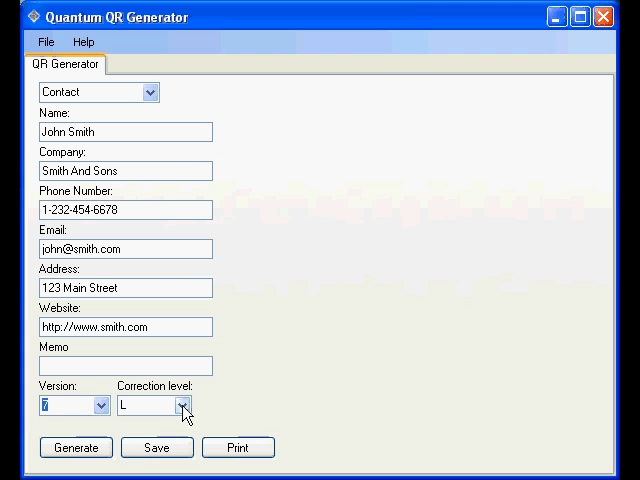 Quantum QR Generator
File Help
QR Generator
Contact
Name:
John Smith
Company:
Smith And Sons
Phone Number:
1-232-454-6678
Email:
john@smith.com
Address:
123 Main Street
Website:
http://www.smith.com
Memo
Version: Correction level:
7 L
Generate Save Print